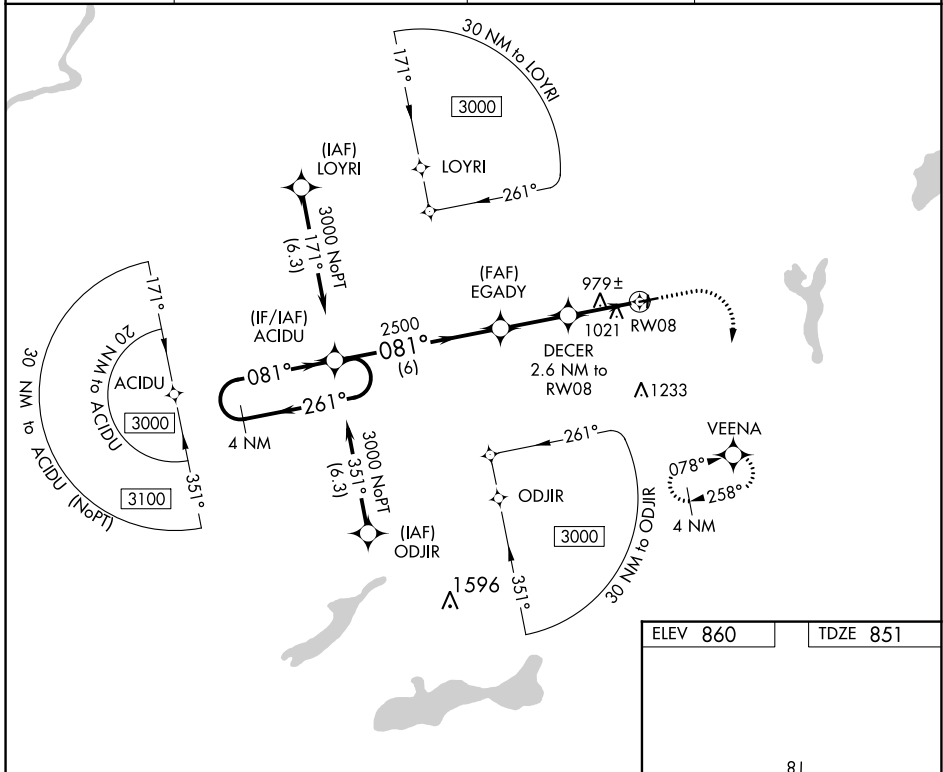 30 NM to LOYRI
171°
3000
LOYRI
261°
(IAF)
LOYRI
3000 NoPT
171°
(6.3)
(FAF)
EGADY
979±
1021
RW08
(IF/IAF)
ACIDU
2500
081°
(6)
DECER
2.6 NM to
RW08
1233
081°
261°
4 NM
171°
20 NM to ACIDU
ACIDU
3000
30 NM to ACIDU (NoPT)
3100
351°
3000 NoPT
351°
(6.3)
(IAF)
ODJIR
261°
ODJIR
3000
30 NM to ODJIR
351°
VEENA
078°
258°
4 NM
1596
ELEV 860
TDZE 851